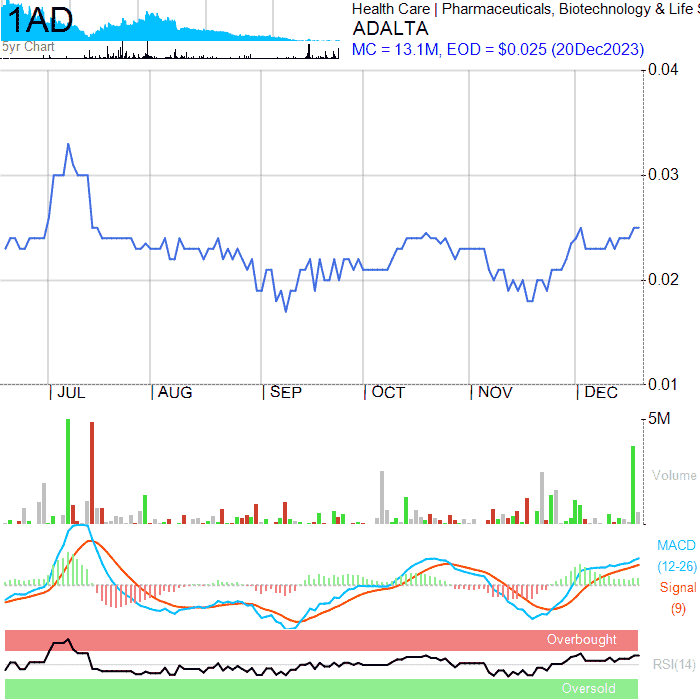 1AD
5yr Chart
Health Care | Pharmaceuticals, Biotechnology & Life S
ADALTA
MC = 13.1M, EOD = $0.025 (20Dec2023)
0.04
0.03
0.02
0.01
JUL AUG SEP OCT NOV DEC
5M
Volume
MACD
(12-26)
Signal
(9)
Overbought
RSI(14)
Oversold